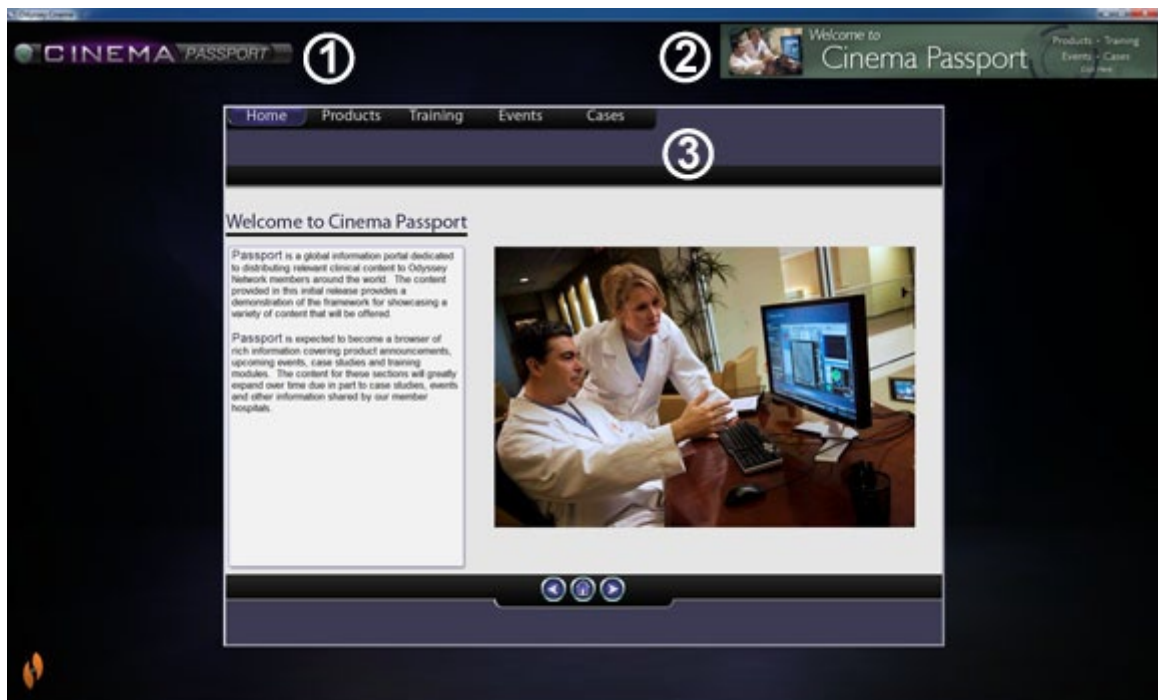 Odyssey Cinema
CINEMA PASSPORT
1
2
Welcome to
Cinema Passport
Products - Training
Events - Cases
Click Here
Home Products Training Events Cases
3
Welcome to Cinema Passport
Passport is a global information portal dedicated
to distributing relevant clinical content to Odyssey
Network members around the world. The content
provided in this initial release provides a
demonstration of the framework for showcasing a
variety of content that will be offered.
Passport is expected to become a browser of
rich information covering product announcements,
upcoming events, case studies and training
modules. The content for these sections will greatly
expand over time due in part to case studies, events
and other information shared by our member
hospitals.